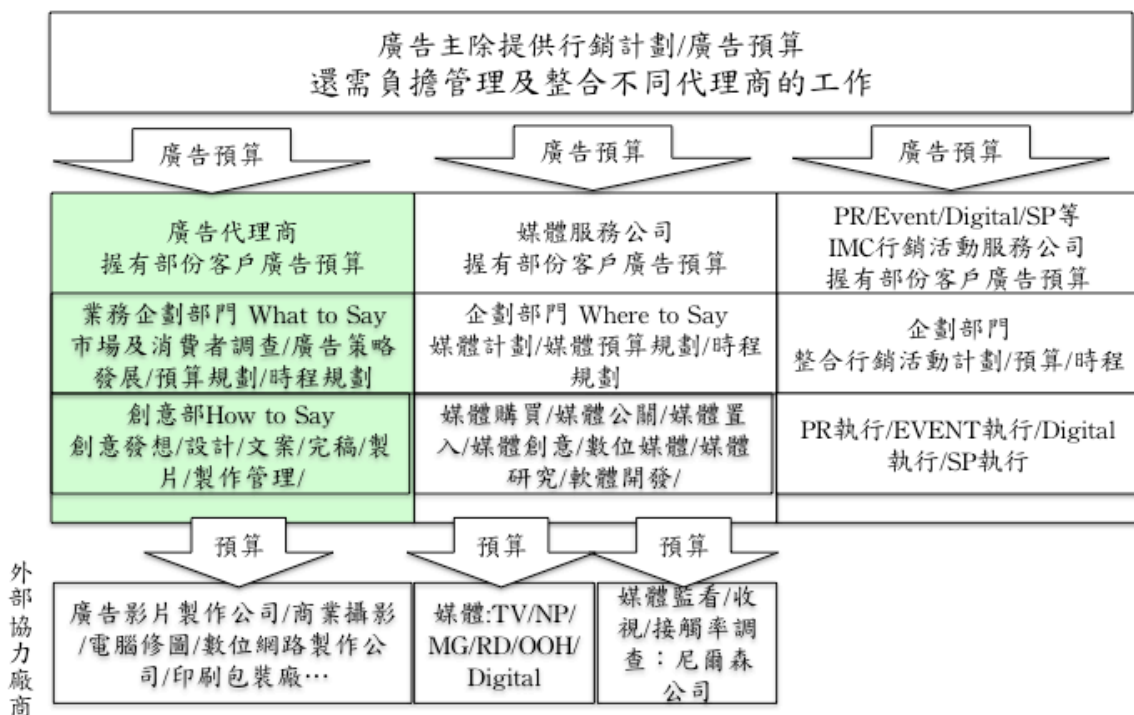 廣告主除提供行銷計劃/廣告預算
還需負擔管理及整合不同代理商的工作
廣告預算
廣告預算
廣告預算
廣告代理商
握有部份客戶廣告預算
媒體服務公司
握有部份客戶廣告預算
PR/Event/Digital/SP等
IMC行銷活動服務公司
握有部份客戶廣告預算
業務企劃部門 What to Say
市場及消費者調查/廣告策略
發展/預算規劃/時程規劃
企劃部門 Where to Say
媒體計劃/媒體預算規劃/時程
規劃
企劃部門
整合行銷活動計劃/預算/時程
創意部How to Say
創意發想/設計/文案/完稿/製
片/製作管理/
媒體購買/媒體公關/媒體置
入/媒體創意/數位媒體/媒體
研究/軟體開發/
PR執行/EVENT執行/Digital
執行/SP執行
預算
預算
預算
外部協力廠商
廣告影片製作公司/商業攝影
/電腦修圖/數位網路製作公
司/印刷包裝廠…
媒體:TV/NP/
MG/RD/OOH/
Digital
媒體監看/收
視/接觸率調
查：尼爾森
公司